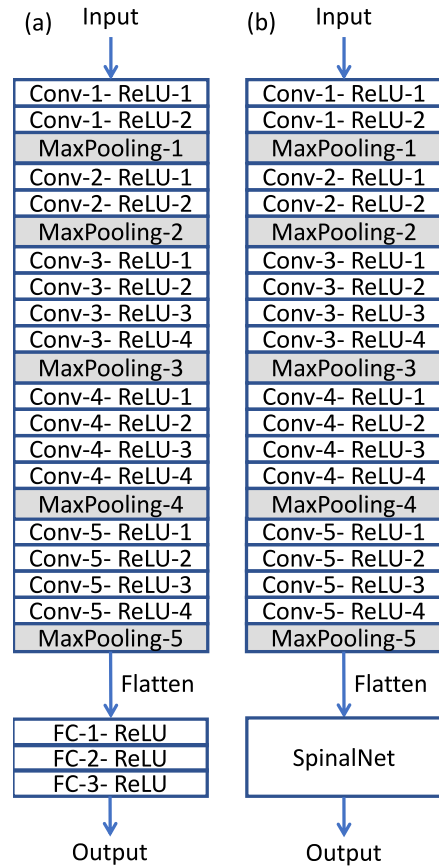 (a)
Input
Conv-1- ReLU-1
Conv-1- ReLU-2
MaxPooling-1
Conv-2- ReLU-1
Conv-2- ReLU-2
MaxPooling-2
Conv-3- ReLU-1
Conv-3- ReLU-2
Conv-3- ReLU-3
Conv-3- ReLU-4
MaxPooling-3
Conv-4- ReLU-1
Conv-4- ReLU-2
Conv-4- ReLU-3
Conv-4- ReLU-4
MaxPooling-4
Conv-5- ReLU-1
Conv-5- ReLU-2
Conv-5- ReLU-3
Conv-5- ReLU-4
MaxPooling-5
Flatten
FC-1- ReLU
FC-2- ReLU
FC-3- ReLU
Output
(b)
Input
Conv-1- ReLU-1
Conv-1- ReLU-2
MaxPooling-1
Conv-2- ReLU-1
Conv-2- ReLU-2
MaxPooling-2
Conv-3- ReLU-1
Conv-3- ReLU-2
Conv-3- ReLU-3
Conv-3- ReLU-4
MaxPooling-3
Conv-4- ReLU-1
Conv-4- ReLU-2
Conv-4- ReLU-3
Conv-4- ReLU-4
MaxPooling-4
Conv-5- ReLU-1
Conv-5- ReLU-2
Conv-5- ReLU-3
Conv-5- ReLU-4
MaxPooling-5
Flatten
SpinalNet
Output